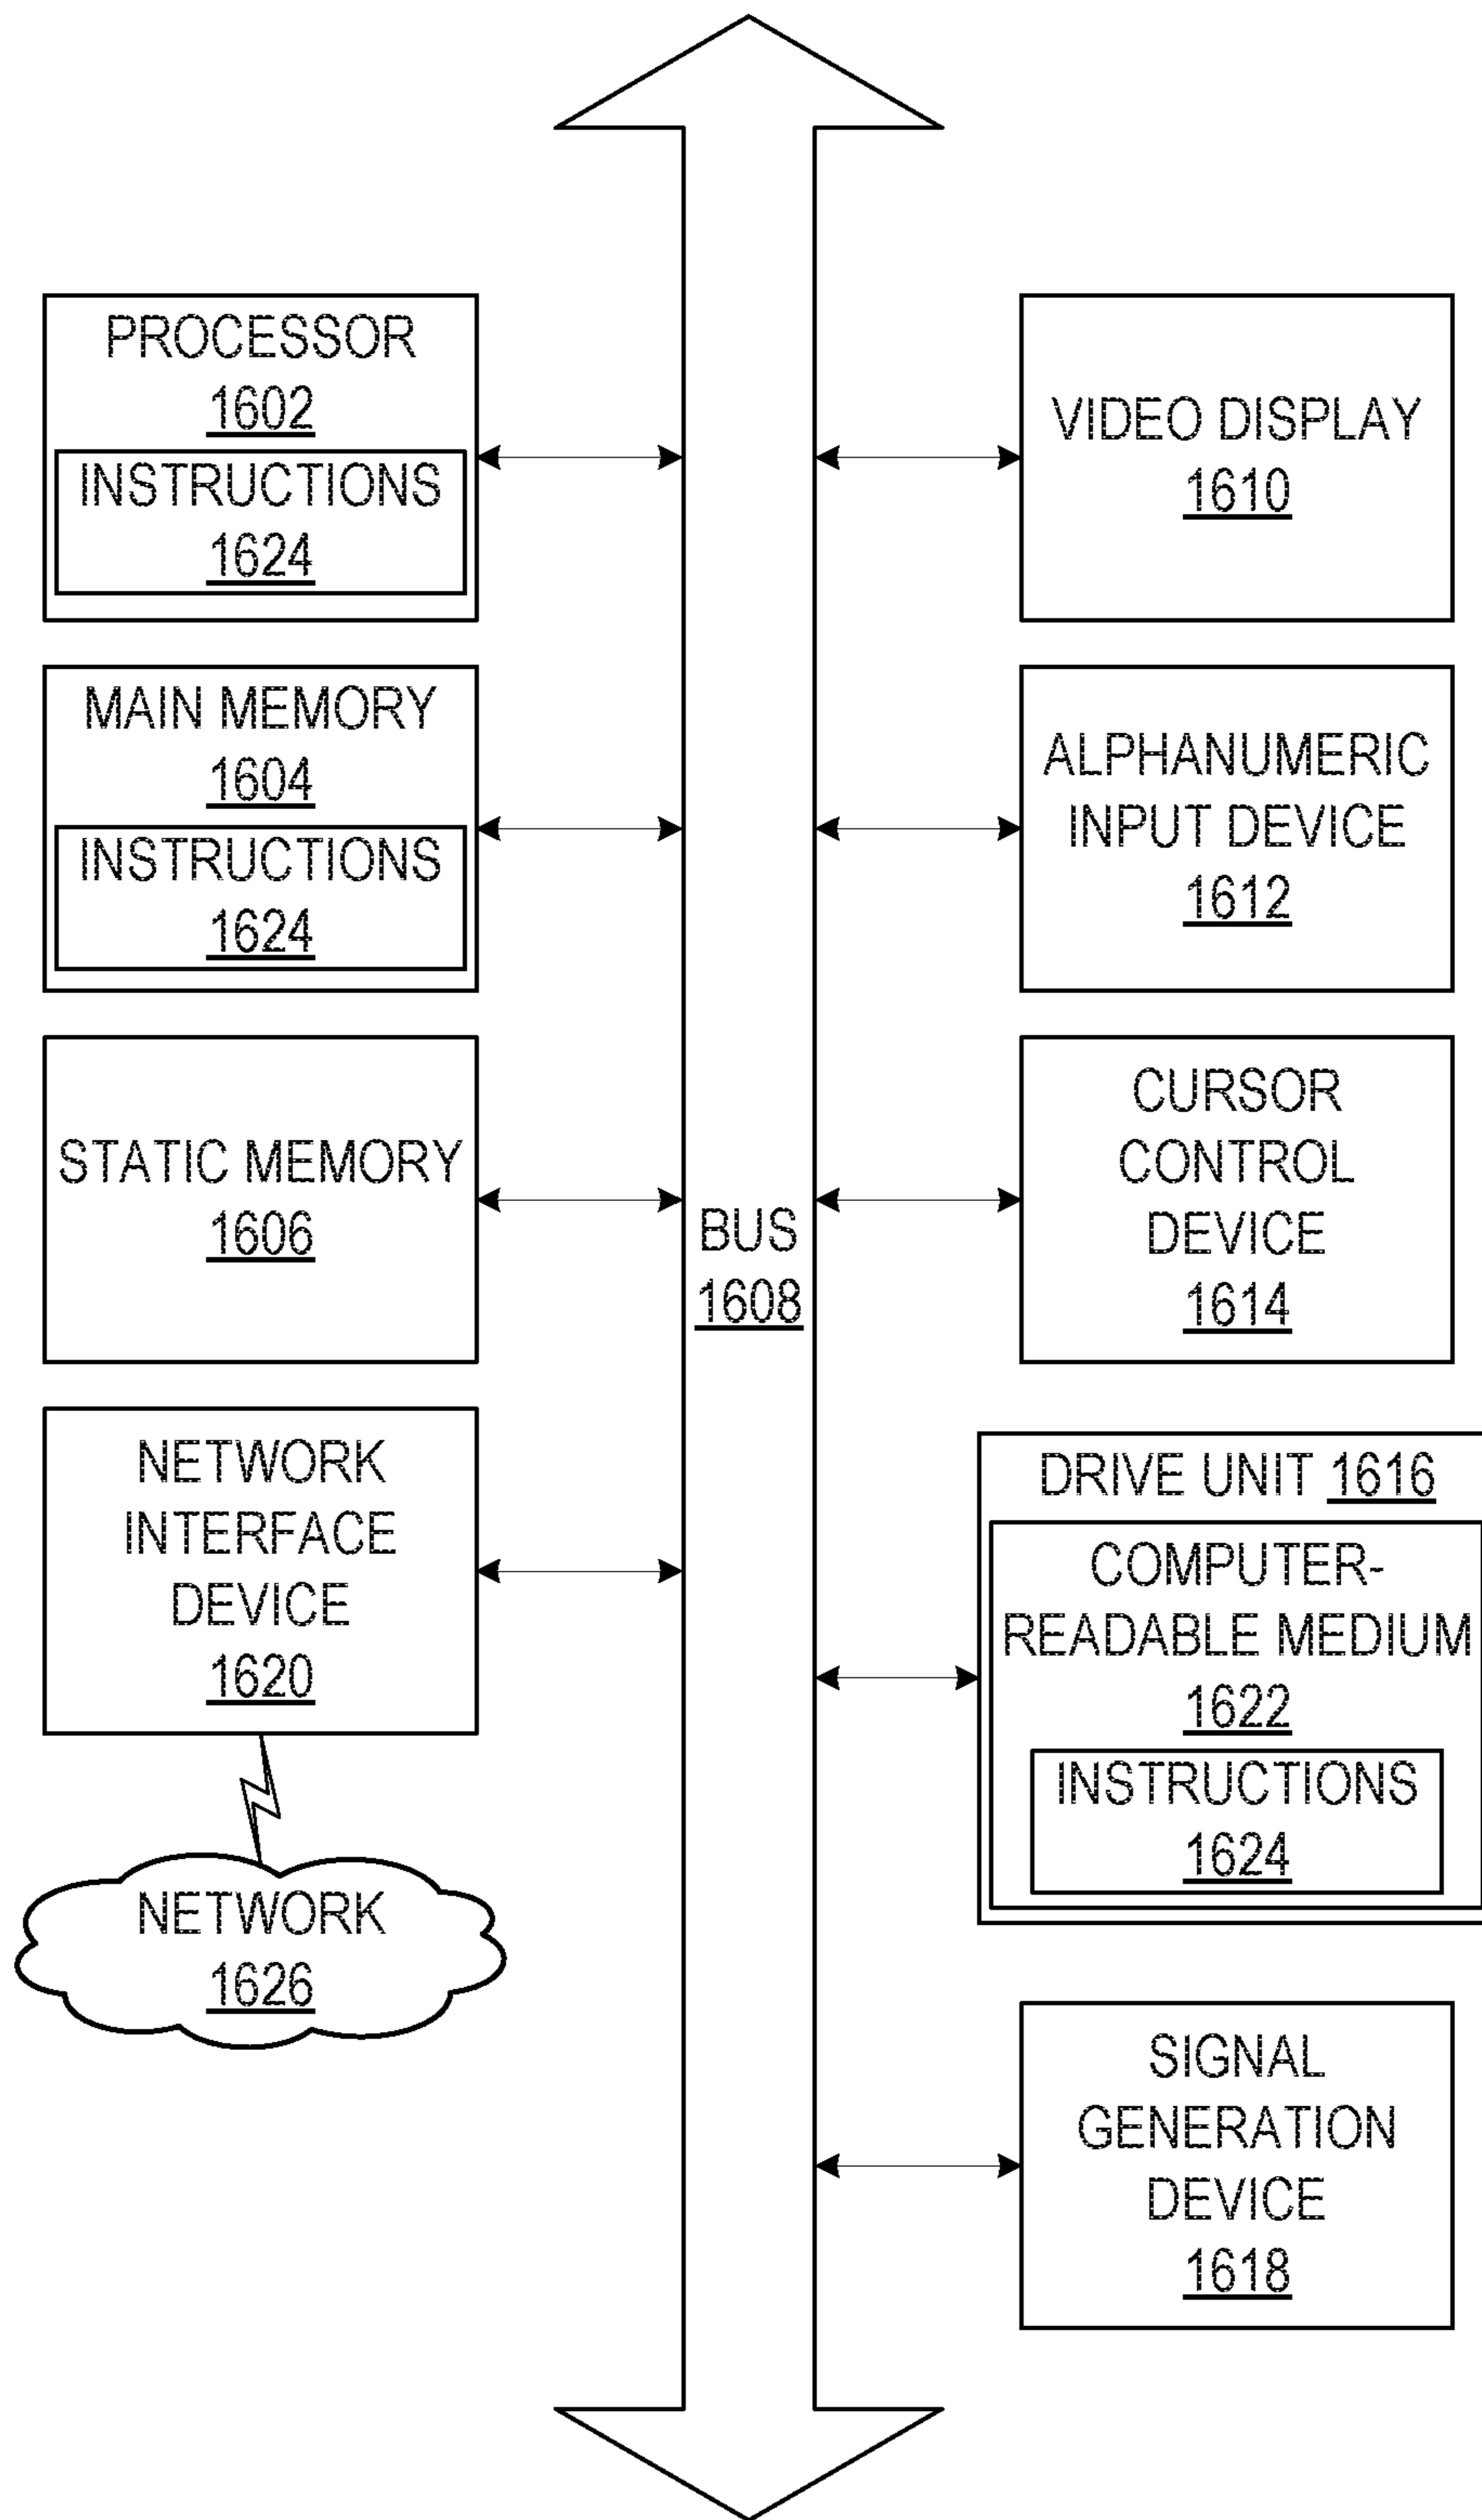 PROCESSOR
1602
INSTRUCTIONS
1624
MAIN MEMORY
1604
INSTRUCTIONS
1624
STATIC MEMORY
1606
NETWORK
INTERFACE
DEVICE
1620
NETWORK
1626
BUS
1608
VIDEO DISPLAY
1610
ALPHANUMERIC
INPUT DEVICE
1612
CURSOR
CONTROL
DEVICE
1614
DRIVE UNIT 1616
COMPUTER-
READABLE MEDIUM
1622
INSTRUCTIONS
1624
SIGNAL
GENERATION
DEVICE
1618